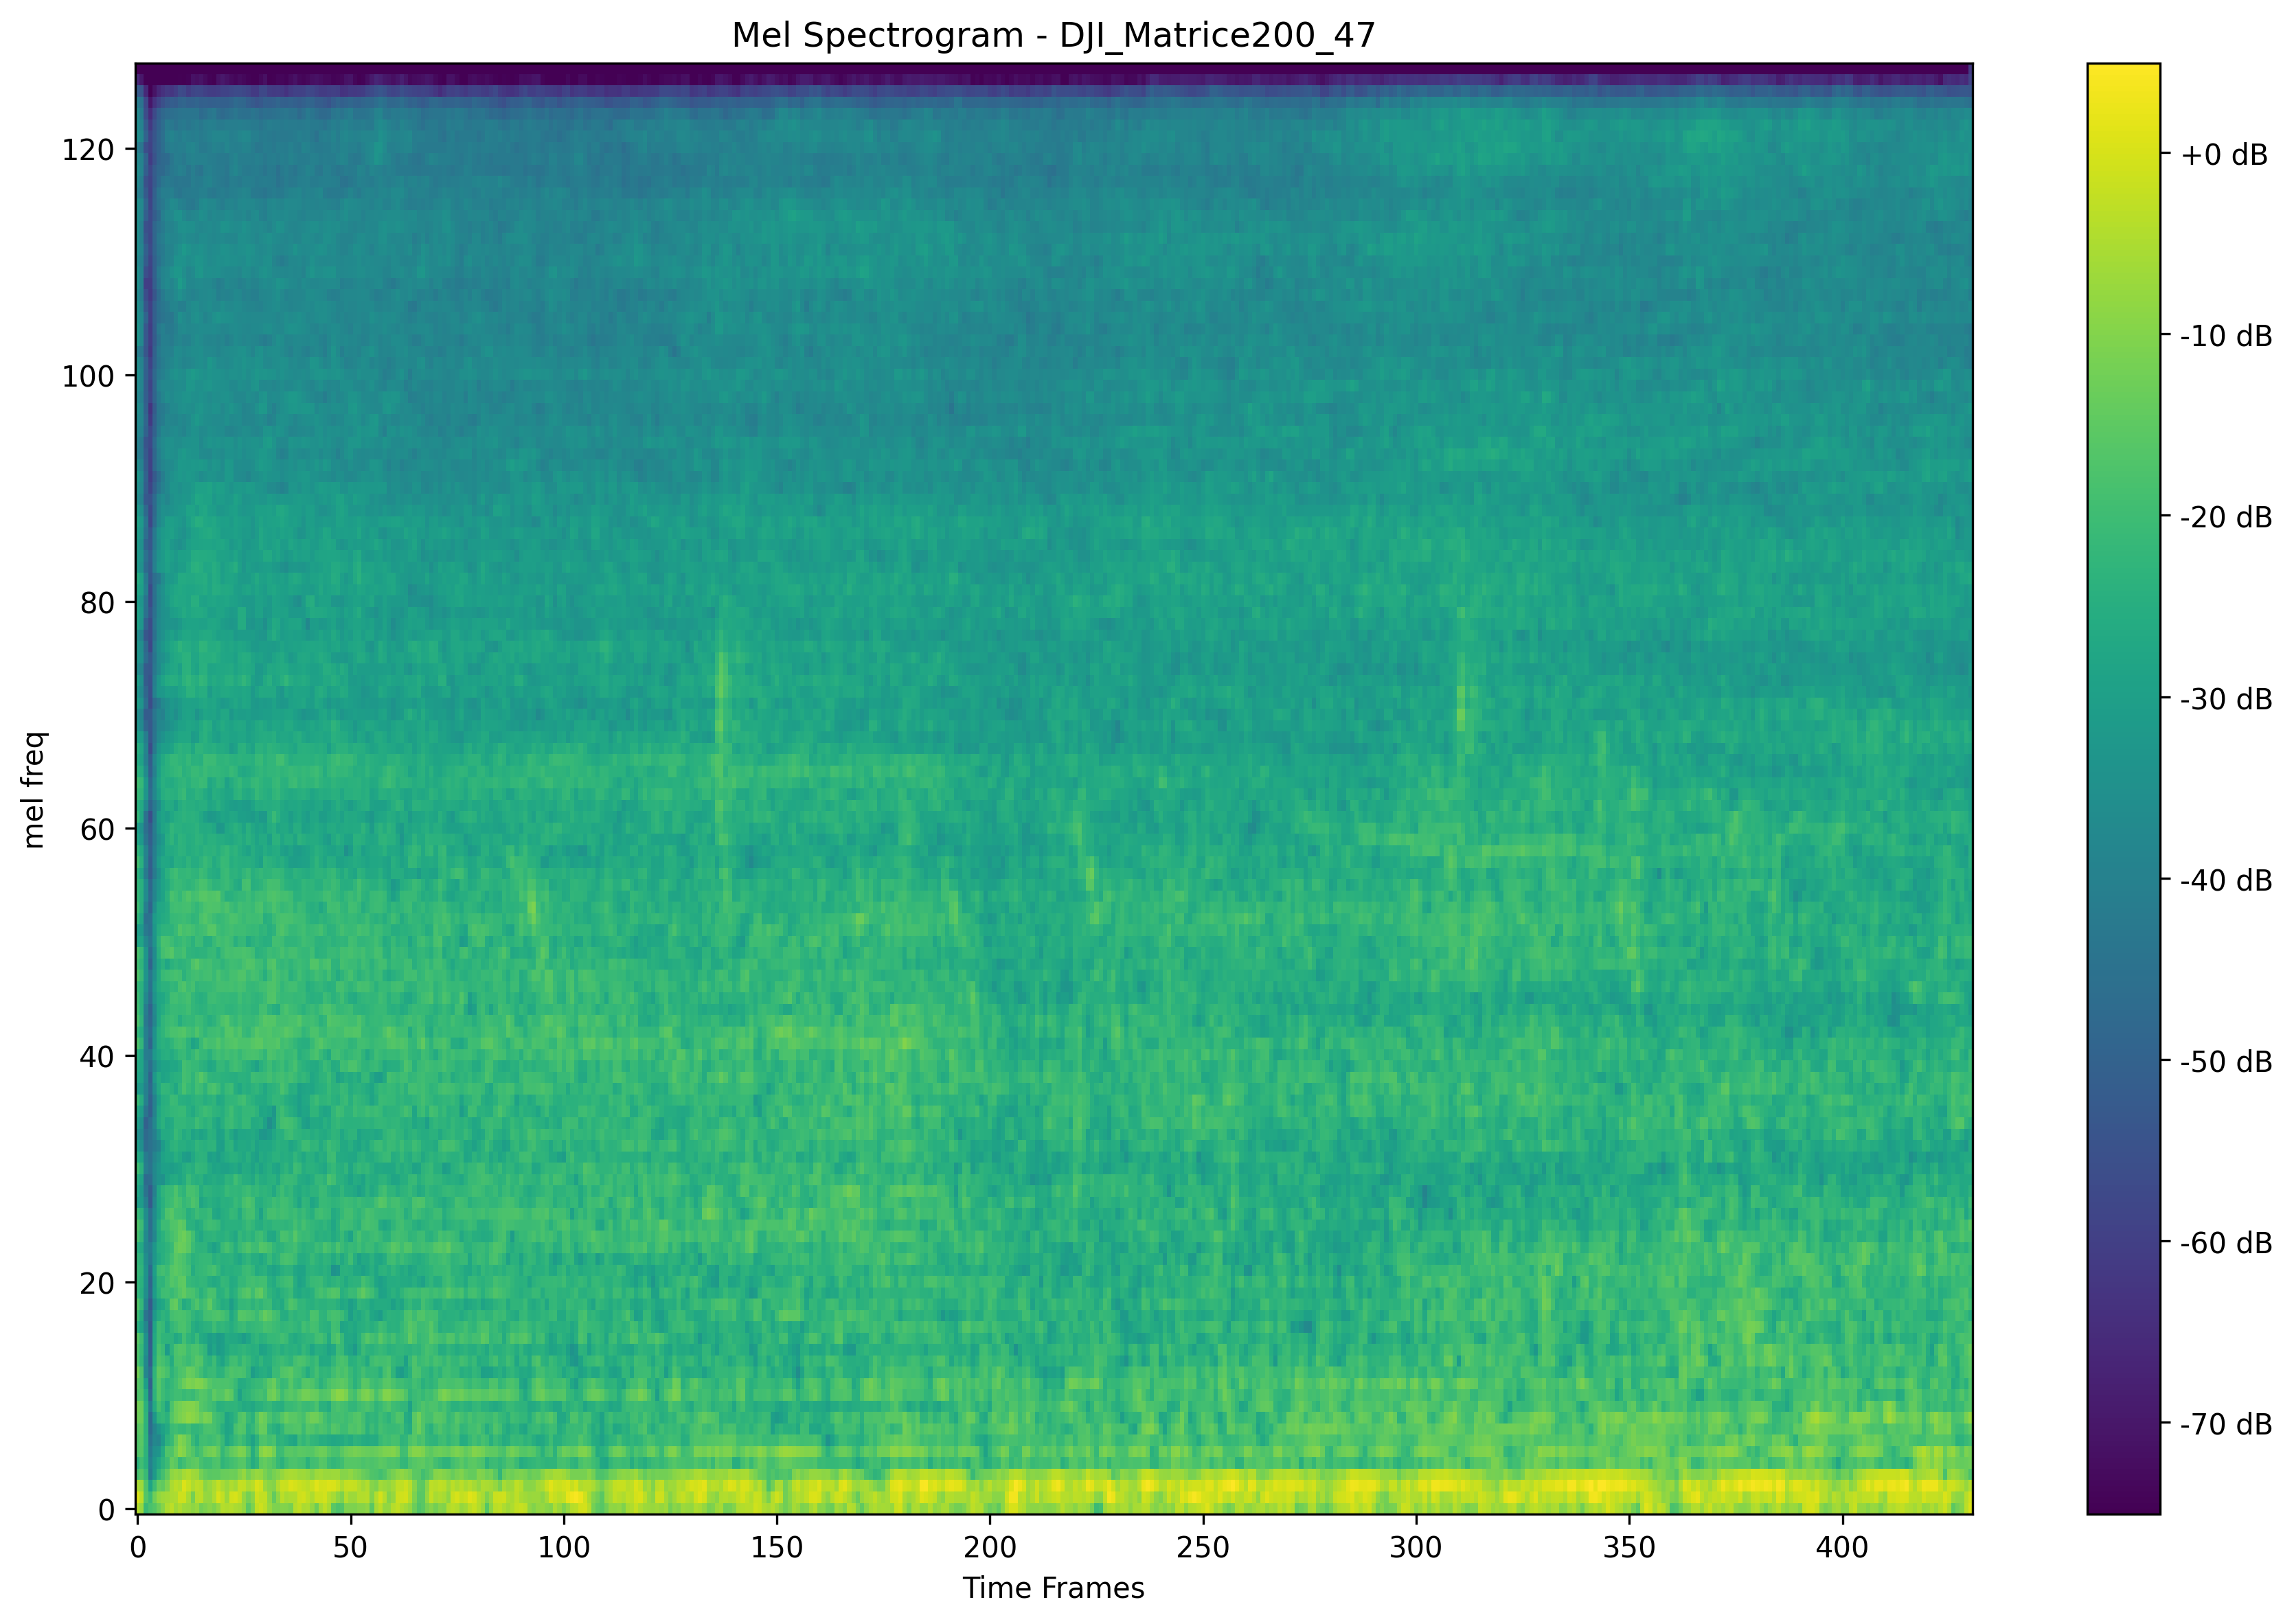 Mel Spectrogram - DJI_Matrice200_47
mel freq
120
100
80
60
40
20
0
0 50 100 150 200 250 300 350 400
Time Frames
+0 dB
-10 dB
-20 dB
-30 dB
-40 dB
-50 dB
-60 dB
-70 dB